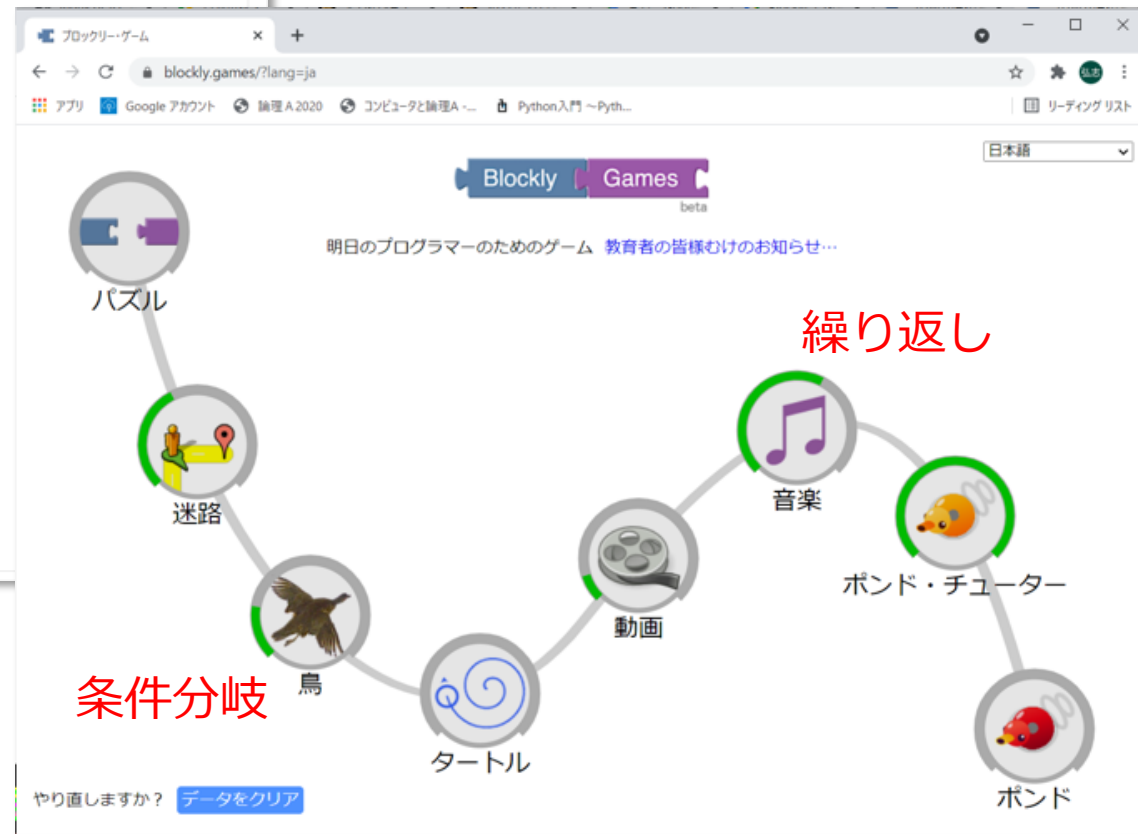 ブロックリー・ゲーム
blockly.games/?lang=ja
弘志
アプリ Google アカウント 論理 A 2020 コンピュータと論理A -... Python入門 ~Pyth... リーディング リスト
日本語
Blockly Games
beta
明日のプログラマーのためのゲーム 教育者の皆様むけのお知らせ…
パズル
繰り返し
迷路
音楽
ポンド・チューター
動画
鳥
条件分岐
タートル
ポンド
やり直しますか? データをクリア